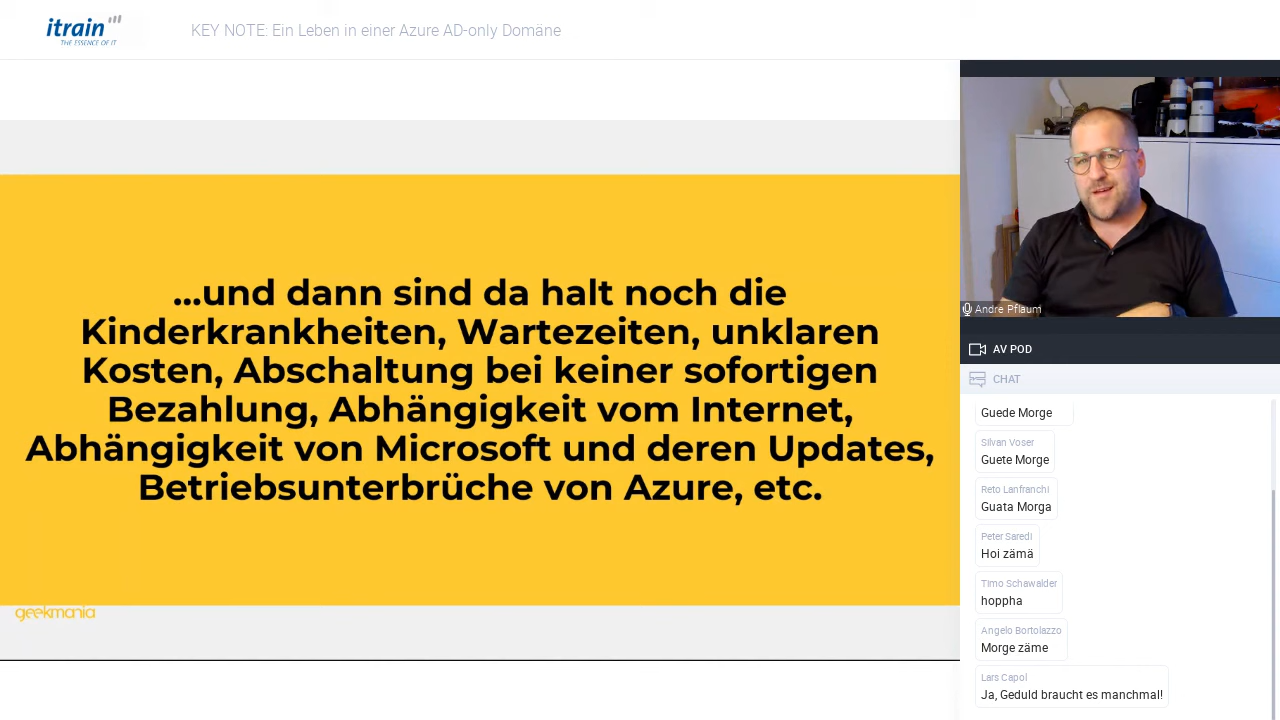 itrain
THE ESSENCE OF IT
KEY NOTE: Ein Leben in einer Azure AD-only Domäne
...und dann sind da halt noch die
Kinderkrankheiten, Wartezeiten, unklaren
Kosten, Abschaltung bei keiner sofortigen
Bezahlung, Abhängigkeit vom Internet,
Abhängigkeit von Microsoft und deren Updates,
Betriebsunterbrüche von Azure, etc.
geekmania
Andre Pflaum
AV POD
CHAT
Guede Morge
Silvan Voser
Guete Morge
Reto Lanfranchi
Guata Morga
Peter Saredi
Hoi zämä
Timo Schawalder
hoppha
Angelo Bortolazzo
Morge zäme
Lars Capol
Ja, Geduld braucht es manchmal!